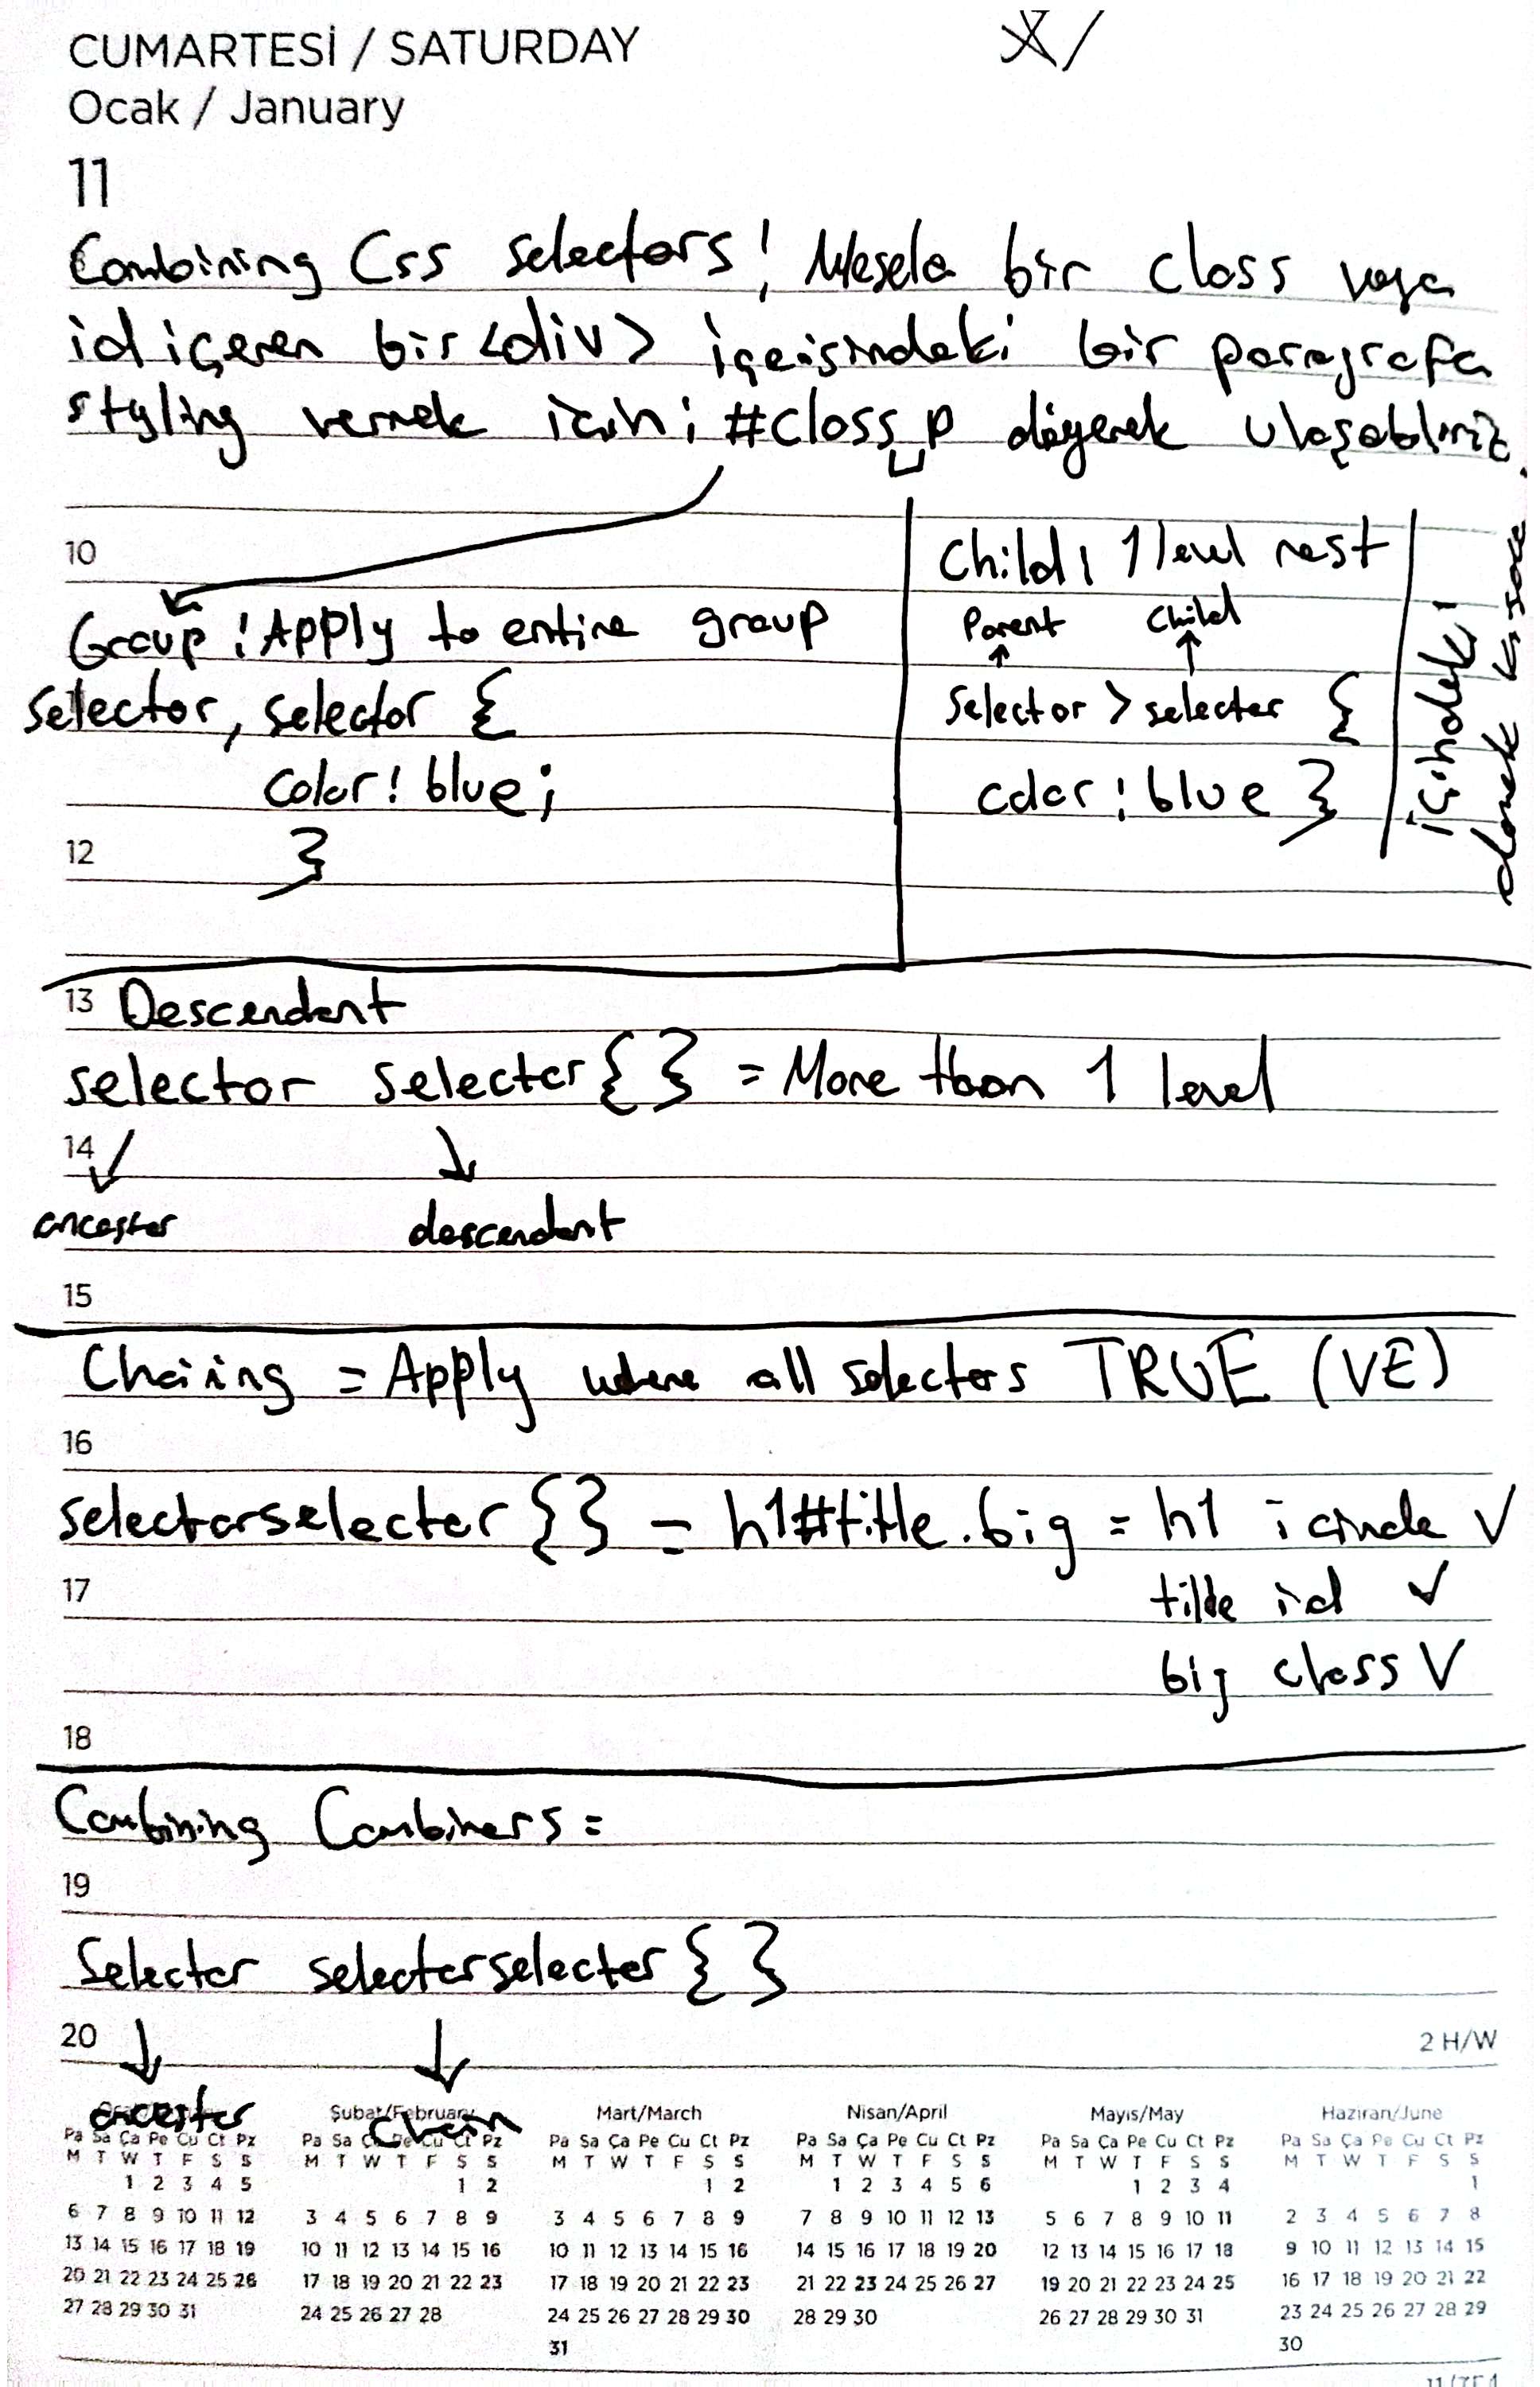 CUMARTESİ / SATURDAY
Ocak / January
11
Combining Css selectors! Mesela bir class veya
id içeren bir <div> içerisindeki bir paragrafa
styling vermek için; #class p diyerek ulaşabiliriz.
10
Group: Apply to entire group
selector, selector {
color: blue;
}
12
Child: 1 level nest
Parent Child
Selector > selector {
color: blue }
içindeki
demek kısaca
13 Descendant
selector selector { } = More than 1 level
14
ancestor descendant
15
Chaining = Apply where all selectors TRUE (VE)
16
selectorselector { } = h1#title.big = h1 icinde ✓
17
title id ✓
big class ✓
18
Combining Combiners =
19
Selector selectorselector { }
20
2 H/W
ancestor chain
Şubat/February Mart/March Nisan/April Mayıs/May Haziran/June
Pa Sa Ça Pe Cu Ct Pz Pa Sa Ça Pe Cu Ct Pz Pa Sa Ça Pe Cu Ct Pz Pa Sa Ça Pe Cu Ct Pz Pa Sa Ça Pe Cu Ct Pz Pa Sa Ça Pe Cu Ct Pz
M T W T F S S M T W T F S S M T W T F S S M T W T F S S M T W T F S S M T W T F S S
1 2 3 4 5 1 2 1 2 1 2 3 4 5 6 1 2 3 4 1
6 7 8 9 10 11 12 3 4 5 6 7 8 9 3 4 5 6 7 8 9 7 8 9 10 11 12 13 5 6 7 8 9 10 11 2 3 4 5 6 7 8
13 14 15 16 17 18 19 10 11 12 13 14 15 16 10 11 12 13 14 15 16 14 15 16 17 18 19 20 12 13 14 15 16 17 18 9 10 11 12 13 14 15
20 21 22 23 24 25 26 17 18 19 20 21 22 23 17 18 19 20 21 22 23 21 22 23 24 25 26 27 19 20 21 22 23 24 25 16 17 18 19 20 21 22
27 28 29 30 31 24 25 26 27 28 24 25 26 27 28 29 30 28 29 30 26 27 28 29 30 31 23 24 25 26 27 28 29
31 30